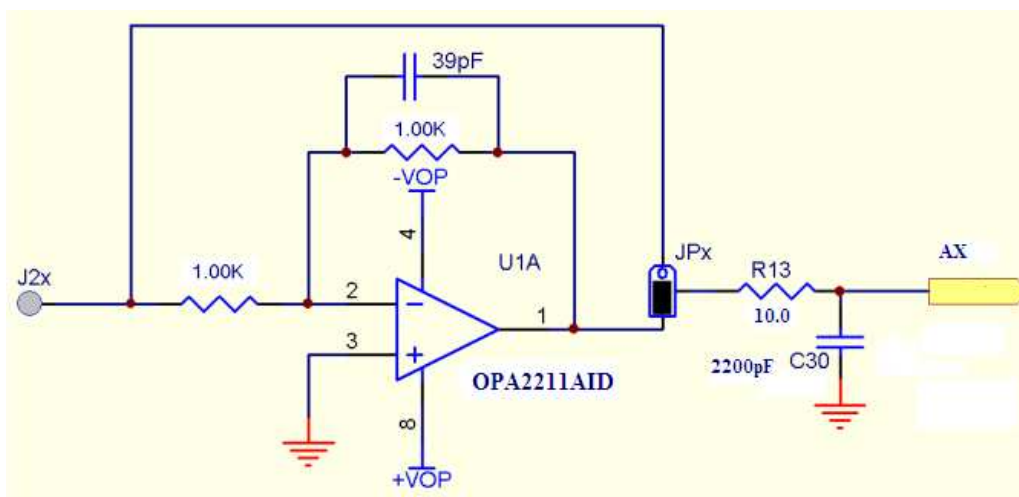 39pF
1.00K
-VOP
4
U1A
JPx
R13
AX
J2x
1.00K
2
1
10.0
3
OPA2211AID
2200pF
C30
8
+VOP